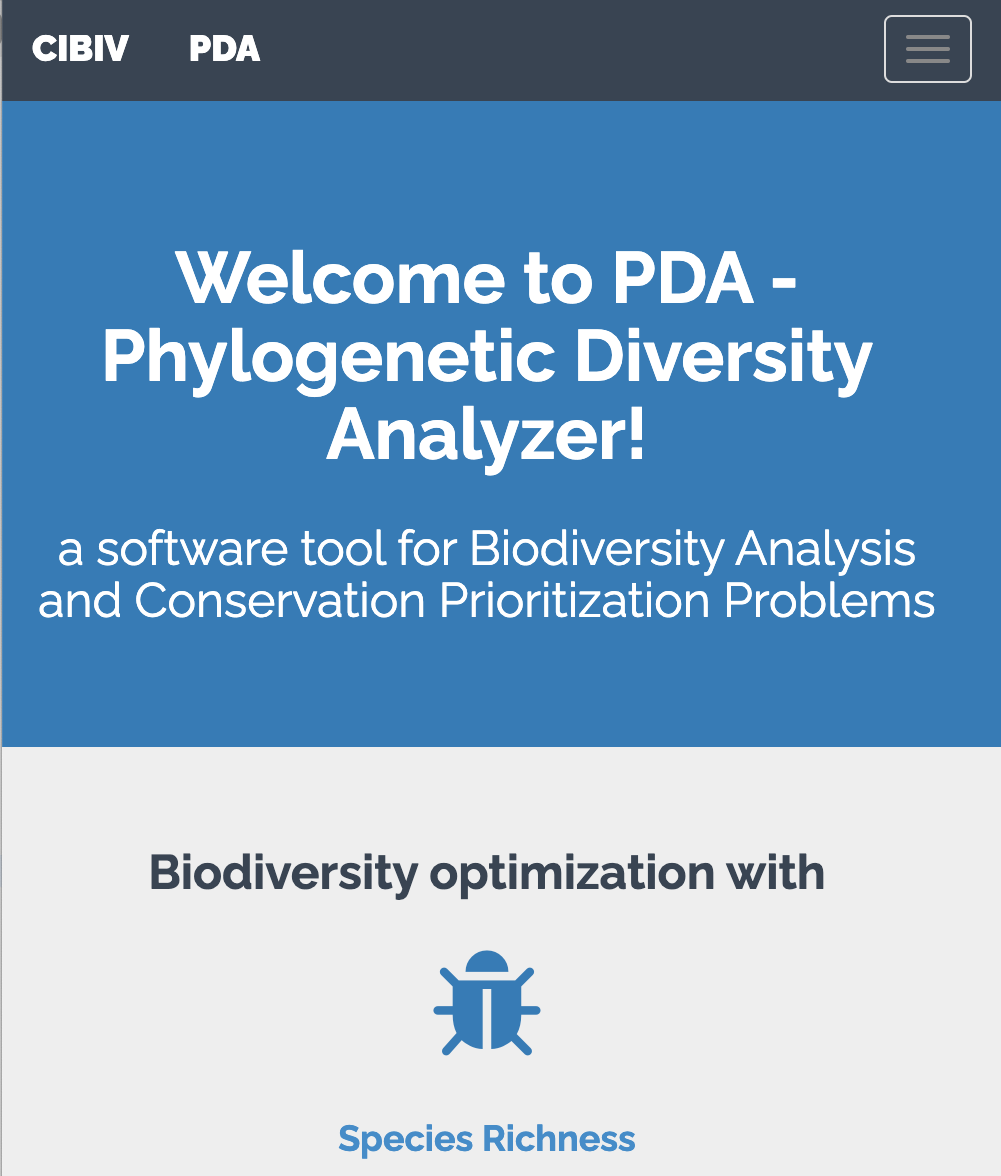 CIBIV PDA
Welcome to PDA -
Phylogenetic Diversity
Analyzer!
a software tool for Biodiversity Analysis
and Conservation Prioritization Problems
Biodiversity optimization with
Species Richness